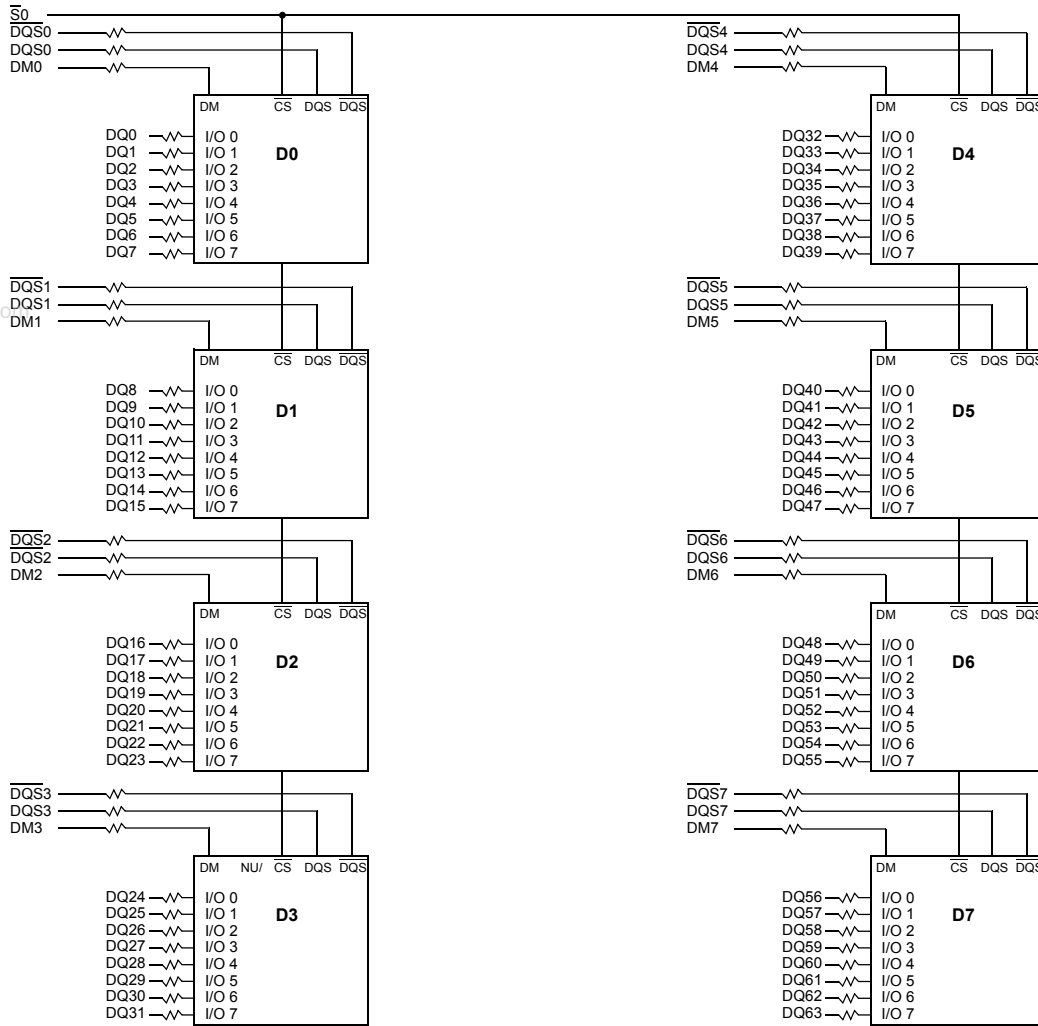 S0
DQS0
DQS0
DM0
DM CS DQS DQS
DQ0 I/O 0
DQ1 I/O 1
D0
DQ2 I/O 2
DQ3 I/O 3
DQ4 I/O 4
DQ5 I/O 5
DQ6 I/O 6
DQ7 I/O 7
DQS1
DQS1
DM1
DM CS DQS DQS
DQ8 I/O 0
DQ9 I/O 1
D1
DQ10 I/O 2
DQ11 I/O 3
DQ12 I/O 4
DQ13 I/O 5
DQ14 I/O 6
DQ15 I/O 7
DQS2
DQS2
DM2
DM CS DQS DQS
DQ16 I/O 0
DQ17 I/O 1
D2
DQ18 I/O 2
DQ19 I/O 3
DQ20 I/O 4
DQ21 I/O 5
DQ22 I/O 6
DQ23 I/O 7
DQS3
DQS3
DM3
DM NU/ CS DQS DQS
DQ24 I/O 0
DQ25 I/O 1
D3
DQ26 I/O 2
DQ27 I/O 3
DQ28 I/O 4
DQ29 I/O 5
DQ30 I/O 6
DQ31 I/O 7
DQS4
DQS4
DM4
DM CS DQS DQS
DQ32 I/O 0
DQ33 I/O 1
D4
DQ34 I/O 2
DQ35 I/O 3
DQ36 I/O 4
DQ37 I/O 5
DQ38 I/O 6
DQ39 I/O 7
DQS5
DQS5
DM5
DM CS DQS DQS
DQ40 I/O 0
DQ41 I/O 1
D5
DQ42 I/O 2
DQ43 I/O 3
DQ44 I/O 4
DQ45 I/O 5
DQ46 I/O 6
DQ47 I/O 7
DQS6
DQS6
DM6
DM CS DQS DQS
DQ48 I/O 0
DQ49 I/O 1
D6
DQ50 I/O 2
DQ51 I/O 3
DQ52 I/O 4
DQ53 I/O 5
DQ54 I/O 6
DQ55 I/O 7
DQS7
DQS7
DM7
DM CS DQS DQS
DQ56 I/O 0
DQ57 I/O 1
D7
DQ58 I/O 2
DQ59 I/O 3
DQ60 I/O 4
DQ61 I/O 5
DQ62 I/O 6
DQ63 I/O 7